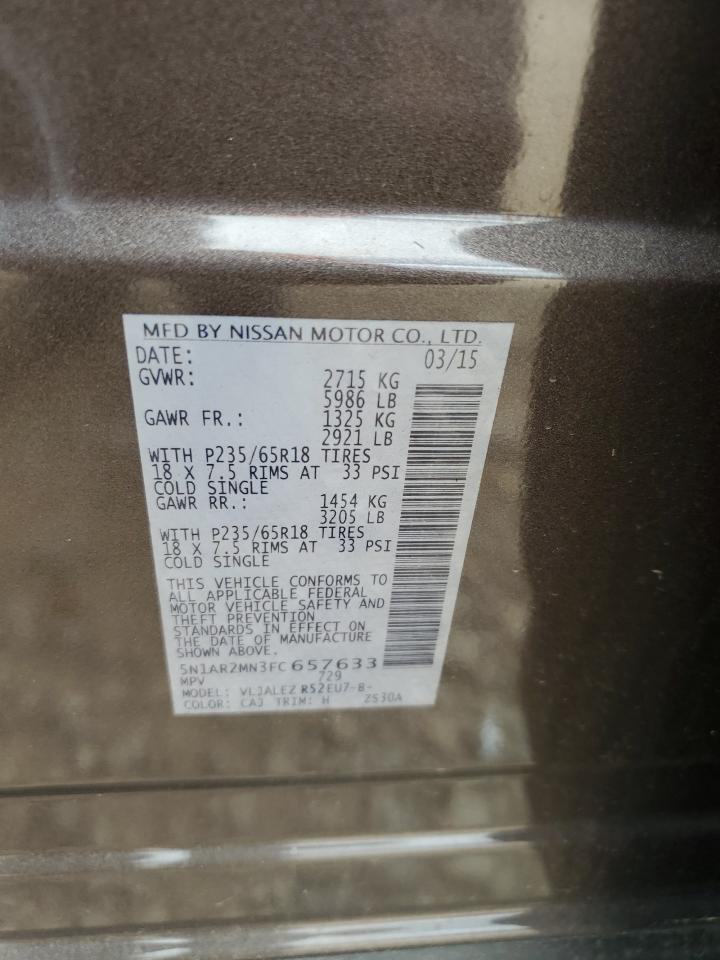 MFD BY NISSAN MOTOR CO., LTD.
DATE: 03/15
GVWR: 2715 KG
5986 LB
GAWR FR.: 1325 KG
2921 LB
WITH P235/65R18 TIRES
18 X 7.5 RIMS AT 33 PSI
COLD SINGLE
GAWR RR.: 1454 KG
3205 LB
WITH P235/65R18 TIRES
18 X 7.5 RIMS AT 33 PSI
COLD SINGLE
THIS VEHICLE CONFORMS TO
ALL APPLICABLE FEDERAL
MOTOR VEHICLE SAFETY AND
THEFT PREVENTION
STANDARDS IN EFFECT ON
THE DATE OF MANUFACTURE
SHOWN ABOVE.
5N1AR2MN3FC657633
MPV 729
MODEL: VLJALEZ R52EU7-B-
COLOR: CAJ TRIM: H ZS30A